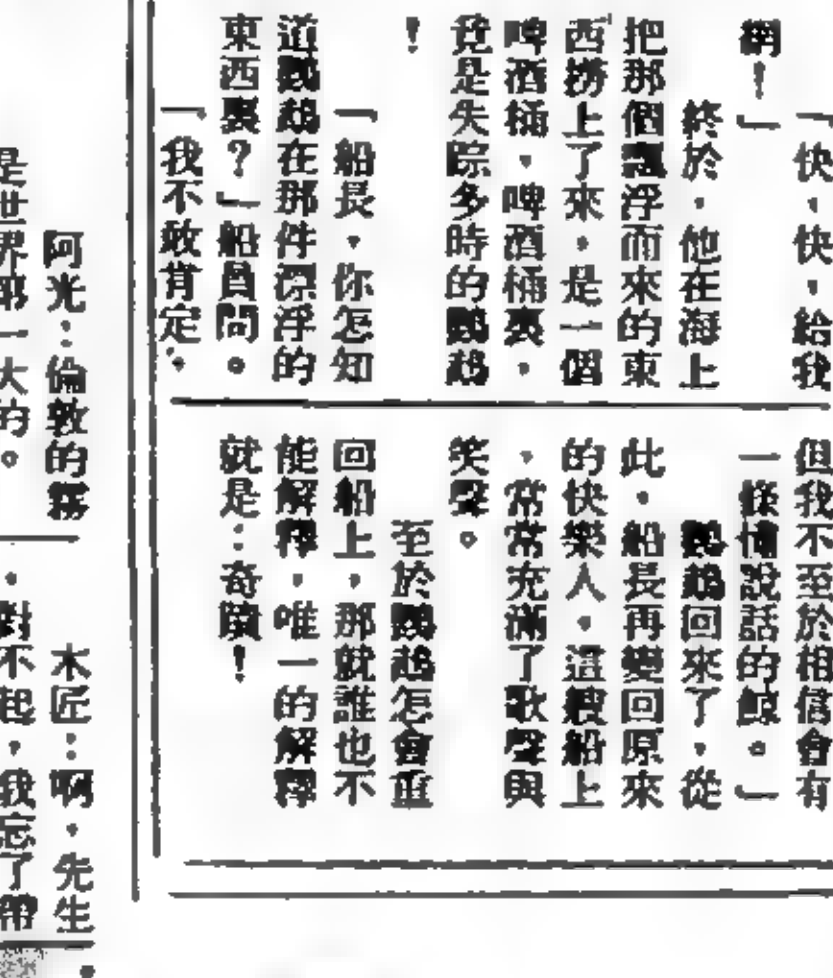 「快，快，給我
網！」
終於，他在海上
把那個飄浮而來的東
西撈上了來，是一個
啤酒桶，啤酒桶裏，
竟是失踪多時的鸚鵡
！
「船長，你怎知
道鸚鵡在那件漂浮的
東西裏？」船員問。
「我不敢肯定，
但我不至於相信會有
一條懂說話的鯨。」
鸚鵡回來了，從
此，船長再變回原來
的快樂人，這艘船上
，常常充滿了歌聲與
笑聲。
至於鸚鵡怎會重
回船上，那就誰也不
能解釋，唯一的解釋
就是：奇蹟！
阿光：倫敦的霧
是世界第一大的。
木匠：啊，先生
，對不起，我忘了帶